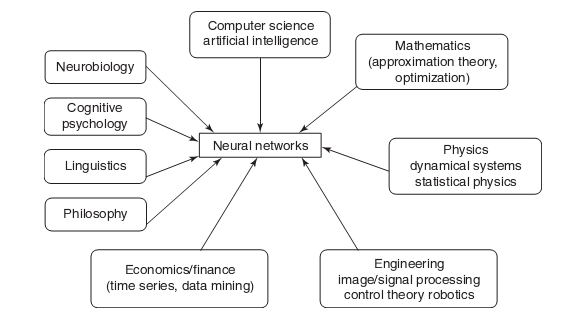 Computer science
artificial intelligence
Mathematics
(approximation theory,
optimization)
Neurobiology
Cognitive
psychology
Neural networks
Linguistics
Physics
dynamical systems
statistical physics
Philosophy
Economics/finance
(time series, data mining)
Engineering
image/signal processing
control theory robotics